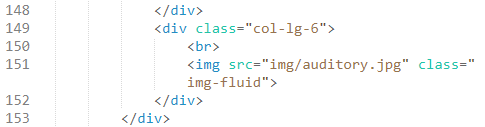 148 </div>
149 <div class="col-lg-6">
150 <br>
151 <img src="img/auditory.jpg" class="
img-fluid">
152 </div>
153 </div>